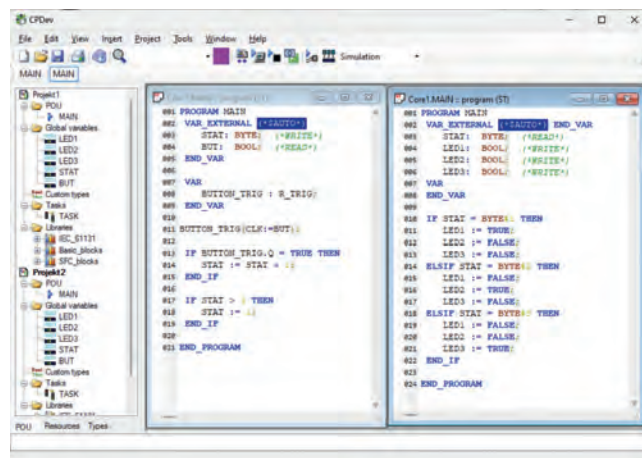 CPDev
File Edit View Insert Project Tools Window Help
Simulation
MAIN MAIN
Projekt1
POU
MAIN
Global variables
LED1
LED2
LED3
STAT
BUT
Custom types
Tasks
TASK
Libraries
IEC_61131
Basic_blocks
SFC_blocks
Projekt2
POU
MAIN
Global variables
LED1
LED2
LED3
STAT
BUT
Custom types
Tasks
TASK
Libraries
POU Resources Types
001 PROGRAM MAIN
002 VAR_EXTERNAL (*$AUTO*)
003 STAT: BYTE; (*WRITE*)
004 BUT: BOOL; (*READ*)
005 END_VAR
006
007 VAR
008 BUTTON_TRIG : R_TRIG;
009 END_VAR
010
011 BUTTON_TRIG(CLK:=BUT);
012
013 IF BUTTON_TRIG.Q = TRUE THEN
014 STAT := STAT + 1;
015 END_IF
016
017 IF STAT > THEN
018 STAT :=
019 END_IF
020
021 END_PROGRAM
Core1.MAIN :: program (ST)
001 PROGRAM MAIN
002 VAR_EXTERNAL (*$AUTO*) END_VAR
003 STAT: BYTE; (*READ*)
004 LED1: BOOL; (*WRITE*)
005 LED2: BOOL; (*WRITE*)
006 LED3: BOOL; (*WRITE*)
007 VAR
008 END_VAR
009
010 IF STAT = BYTE#1 THEN
011 LED1 := TRUE;
012 LED2 := FALSE;
013 LED3 := FALSE;
014 ELSIF STAT = BYTE#2 THEN
015 LED1 := FALSE;
016 LED2 := TRUE;
017 LED3 := FALSE;
018 ELSIF STAT = BYTE#3 THEN
019 LED1 := FALSE;
020 LED2 := FALSE;
021 LED3 := TRUE;
022 END_IF
023
024 END_PROGRAM